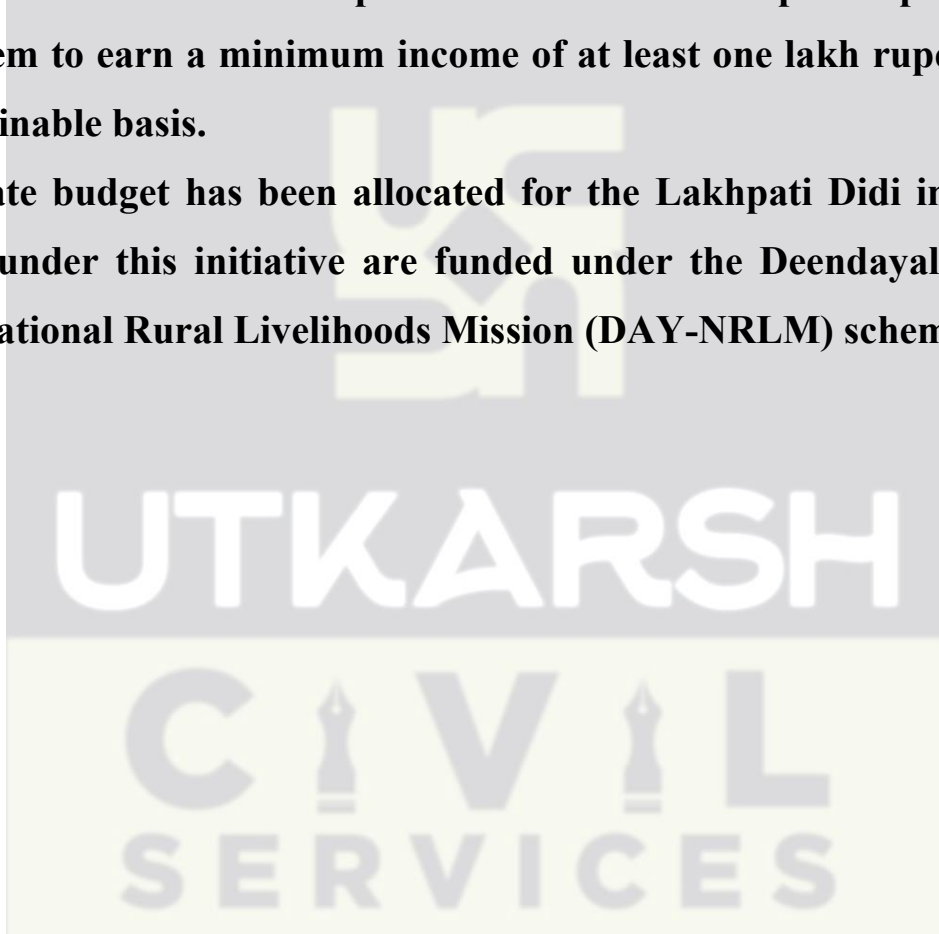 em to earn a minimum income of at least one lakh rup
inable basis.
ate budget has been allocated for the Lakhpati Didi in
under this initiative are funded under the Deendayal
ational Rural Livelihoods Mission (DAY-NRLM) schem
UTKARSH
CIVIL
SERVICES